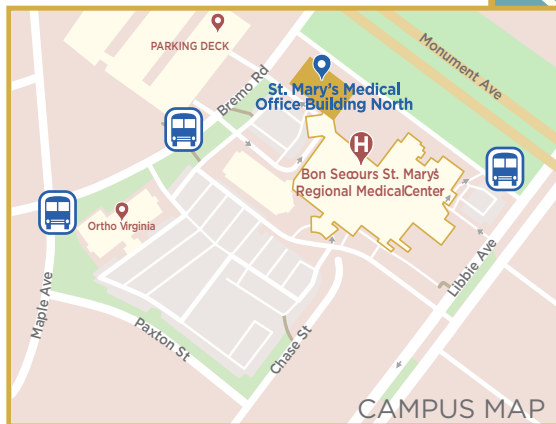 PARKING DECK
Monument Ave
Bremo Rd
St. Mary's Medical
Office Building North
H
Bon Secours St. Mary's
Regional MedicalCenter
Ortho Virginia
Libbie Ave
Maple Ave
Paxton St
Chase St
CAMPUS MAP